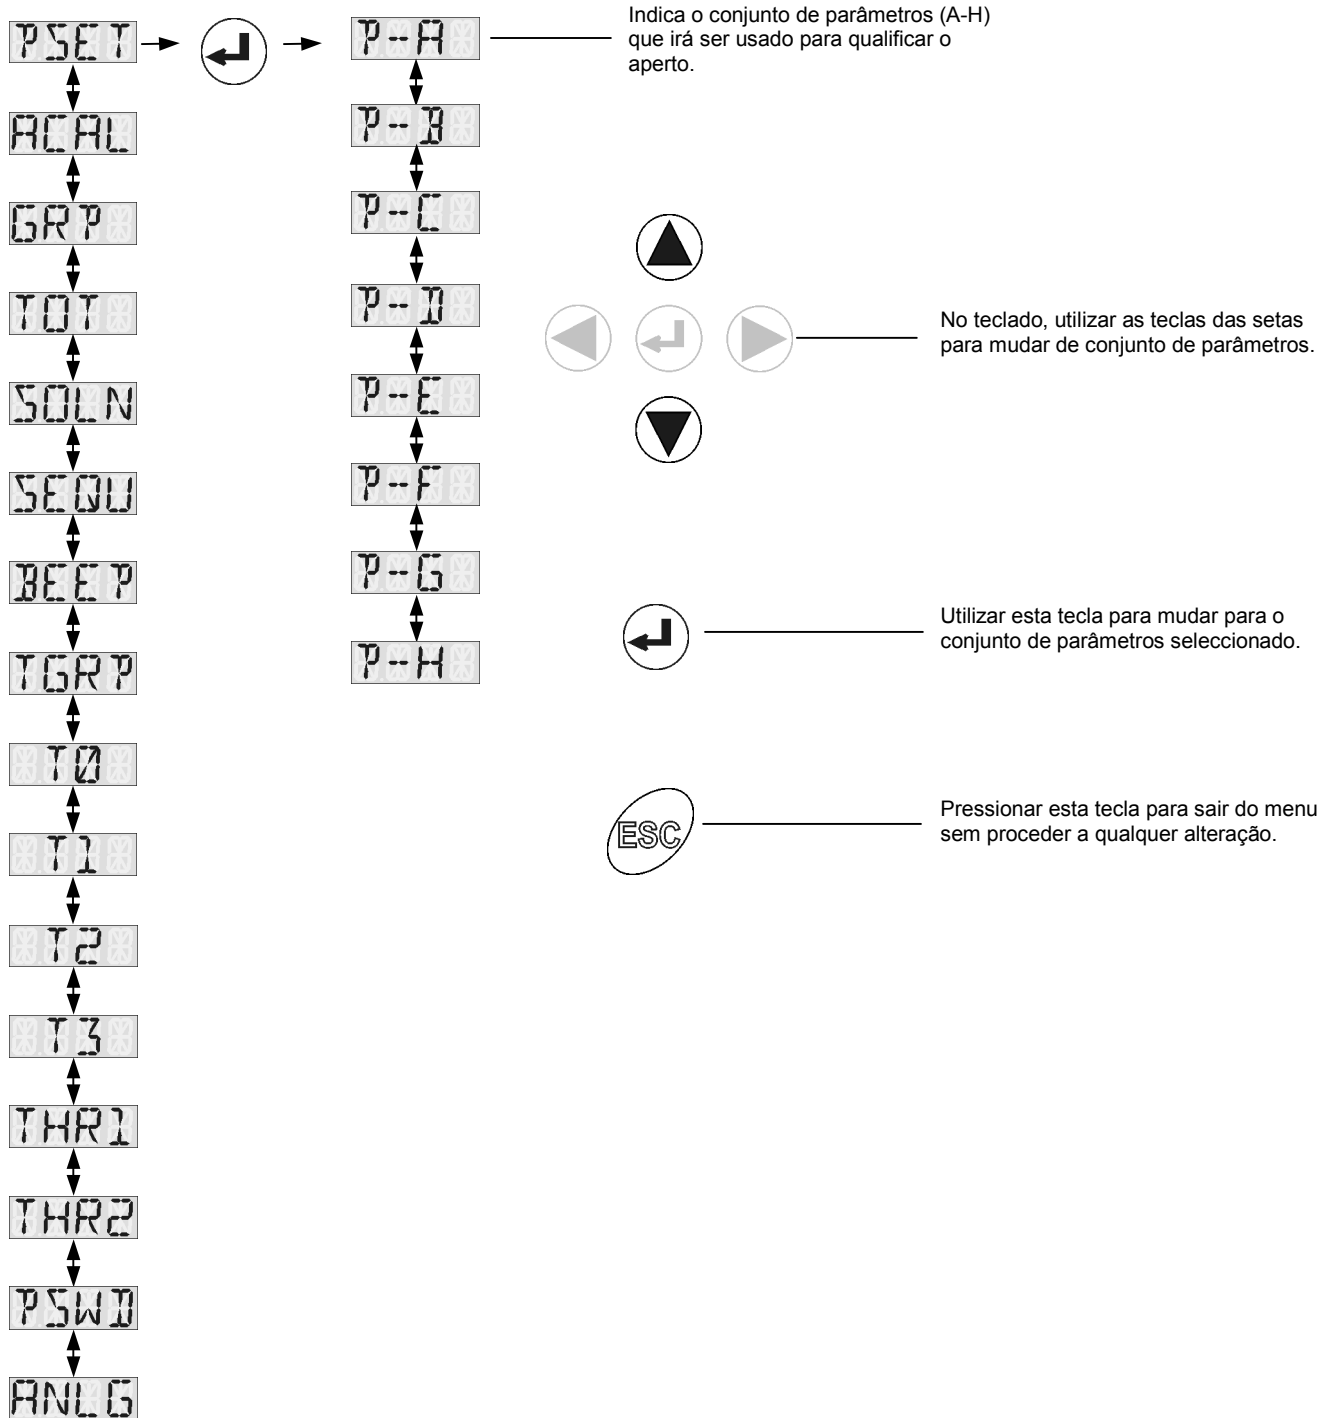 PSET
ACAL
GRP
TOT
SOLN
SEQU
BEEP
TGRP
T0
T1
T2
T3
THR1
THR2
PSWD
ANLG
P-A
P-B
P-C
P-D
P-E
P-F
P-G
P-H
Indica o conjunto de parâmetros (A-H)
que irá ser usado para qualificar o
aperto.
No teclado, utilizar as teclas das setas
para mudar de conjunto de parâmetros.
Utilizar esta tecla para mudar para o
conjunto de parâmetros seleccionado.
ESC
Pressionar esta tecla para sair do menu
sem proceder a qualquer alteração.